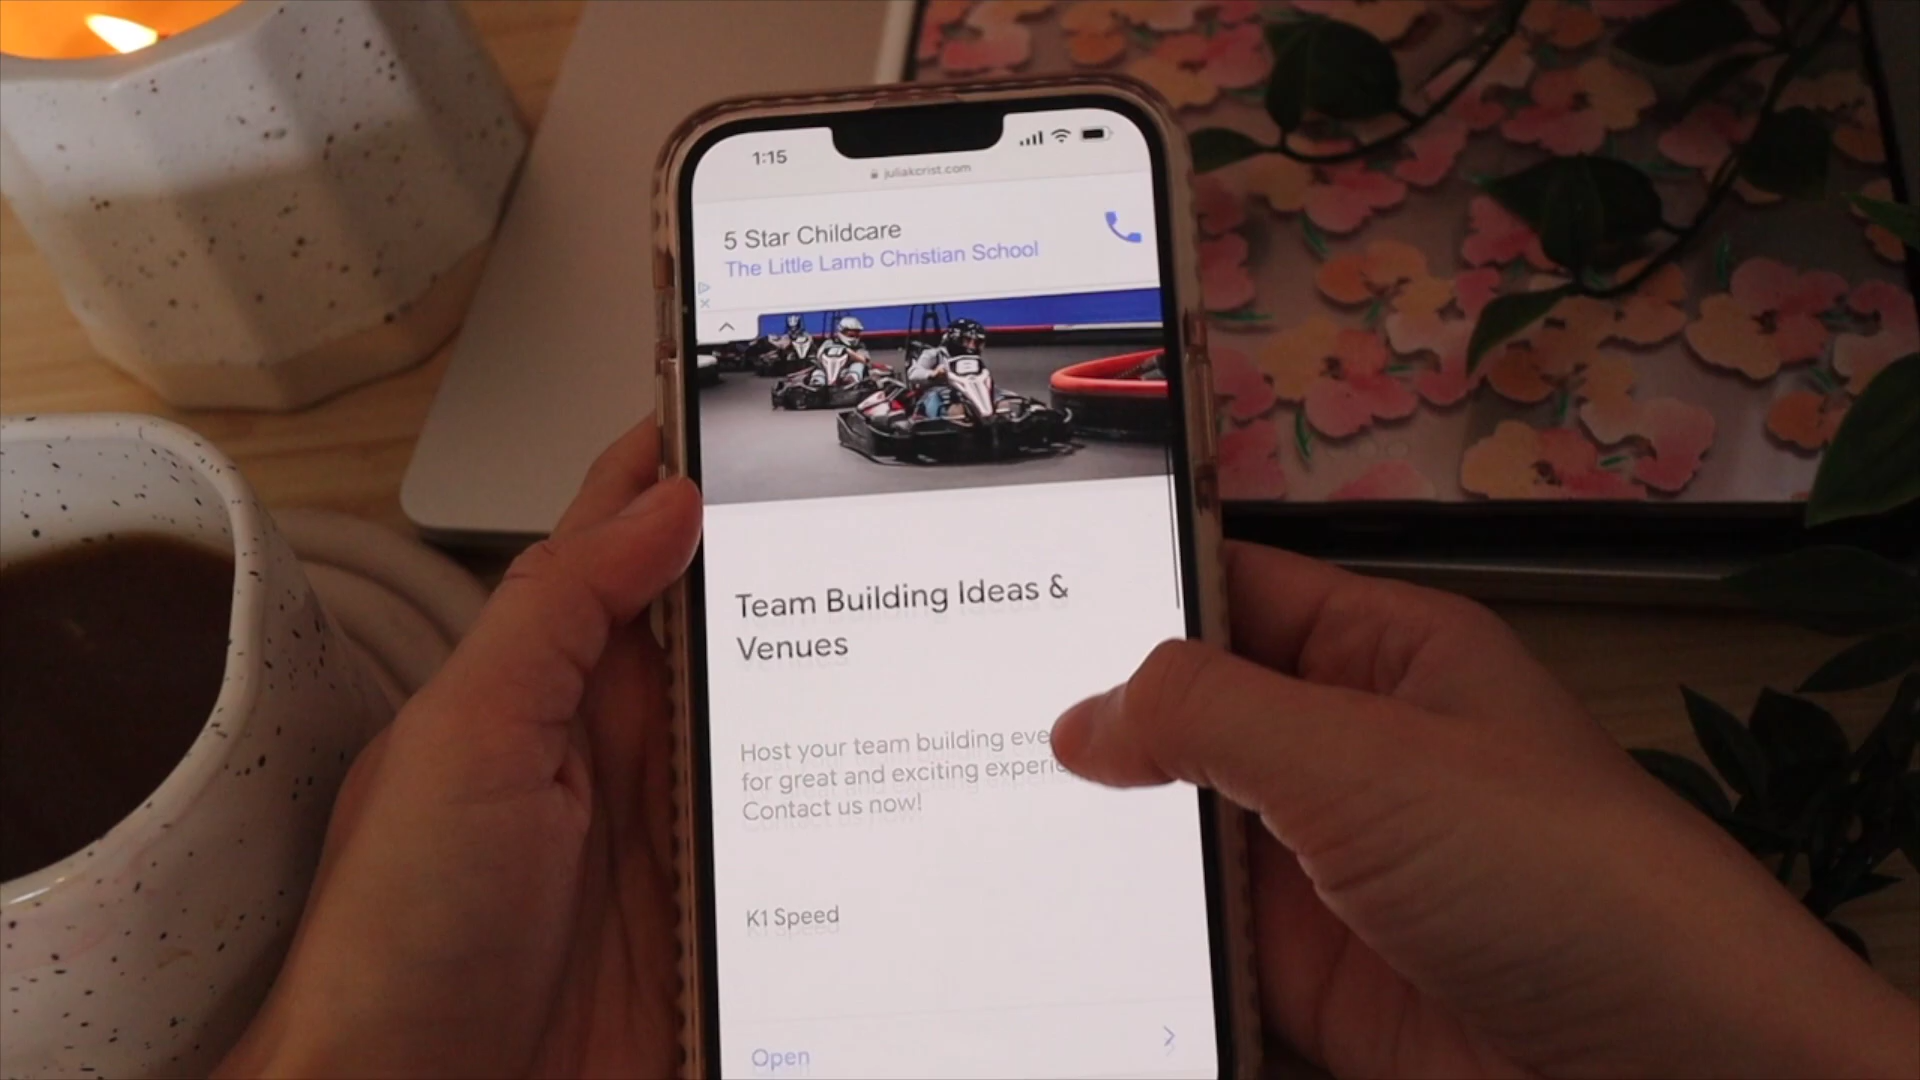 1:15
juliakcrist.com
5 Star Childcare
The Little Lamb Christian School
Team Building Ideas &
Venues
Host your team building eve
for great and exciting experie
Contact us now!
K1 Speed
Open